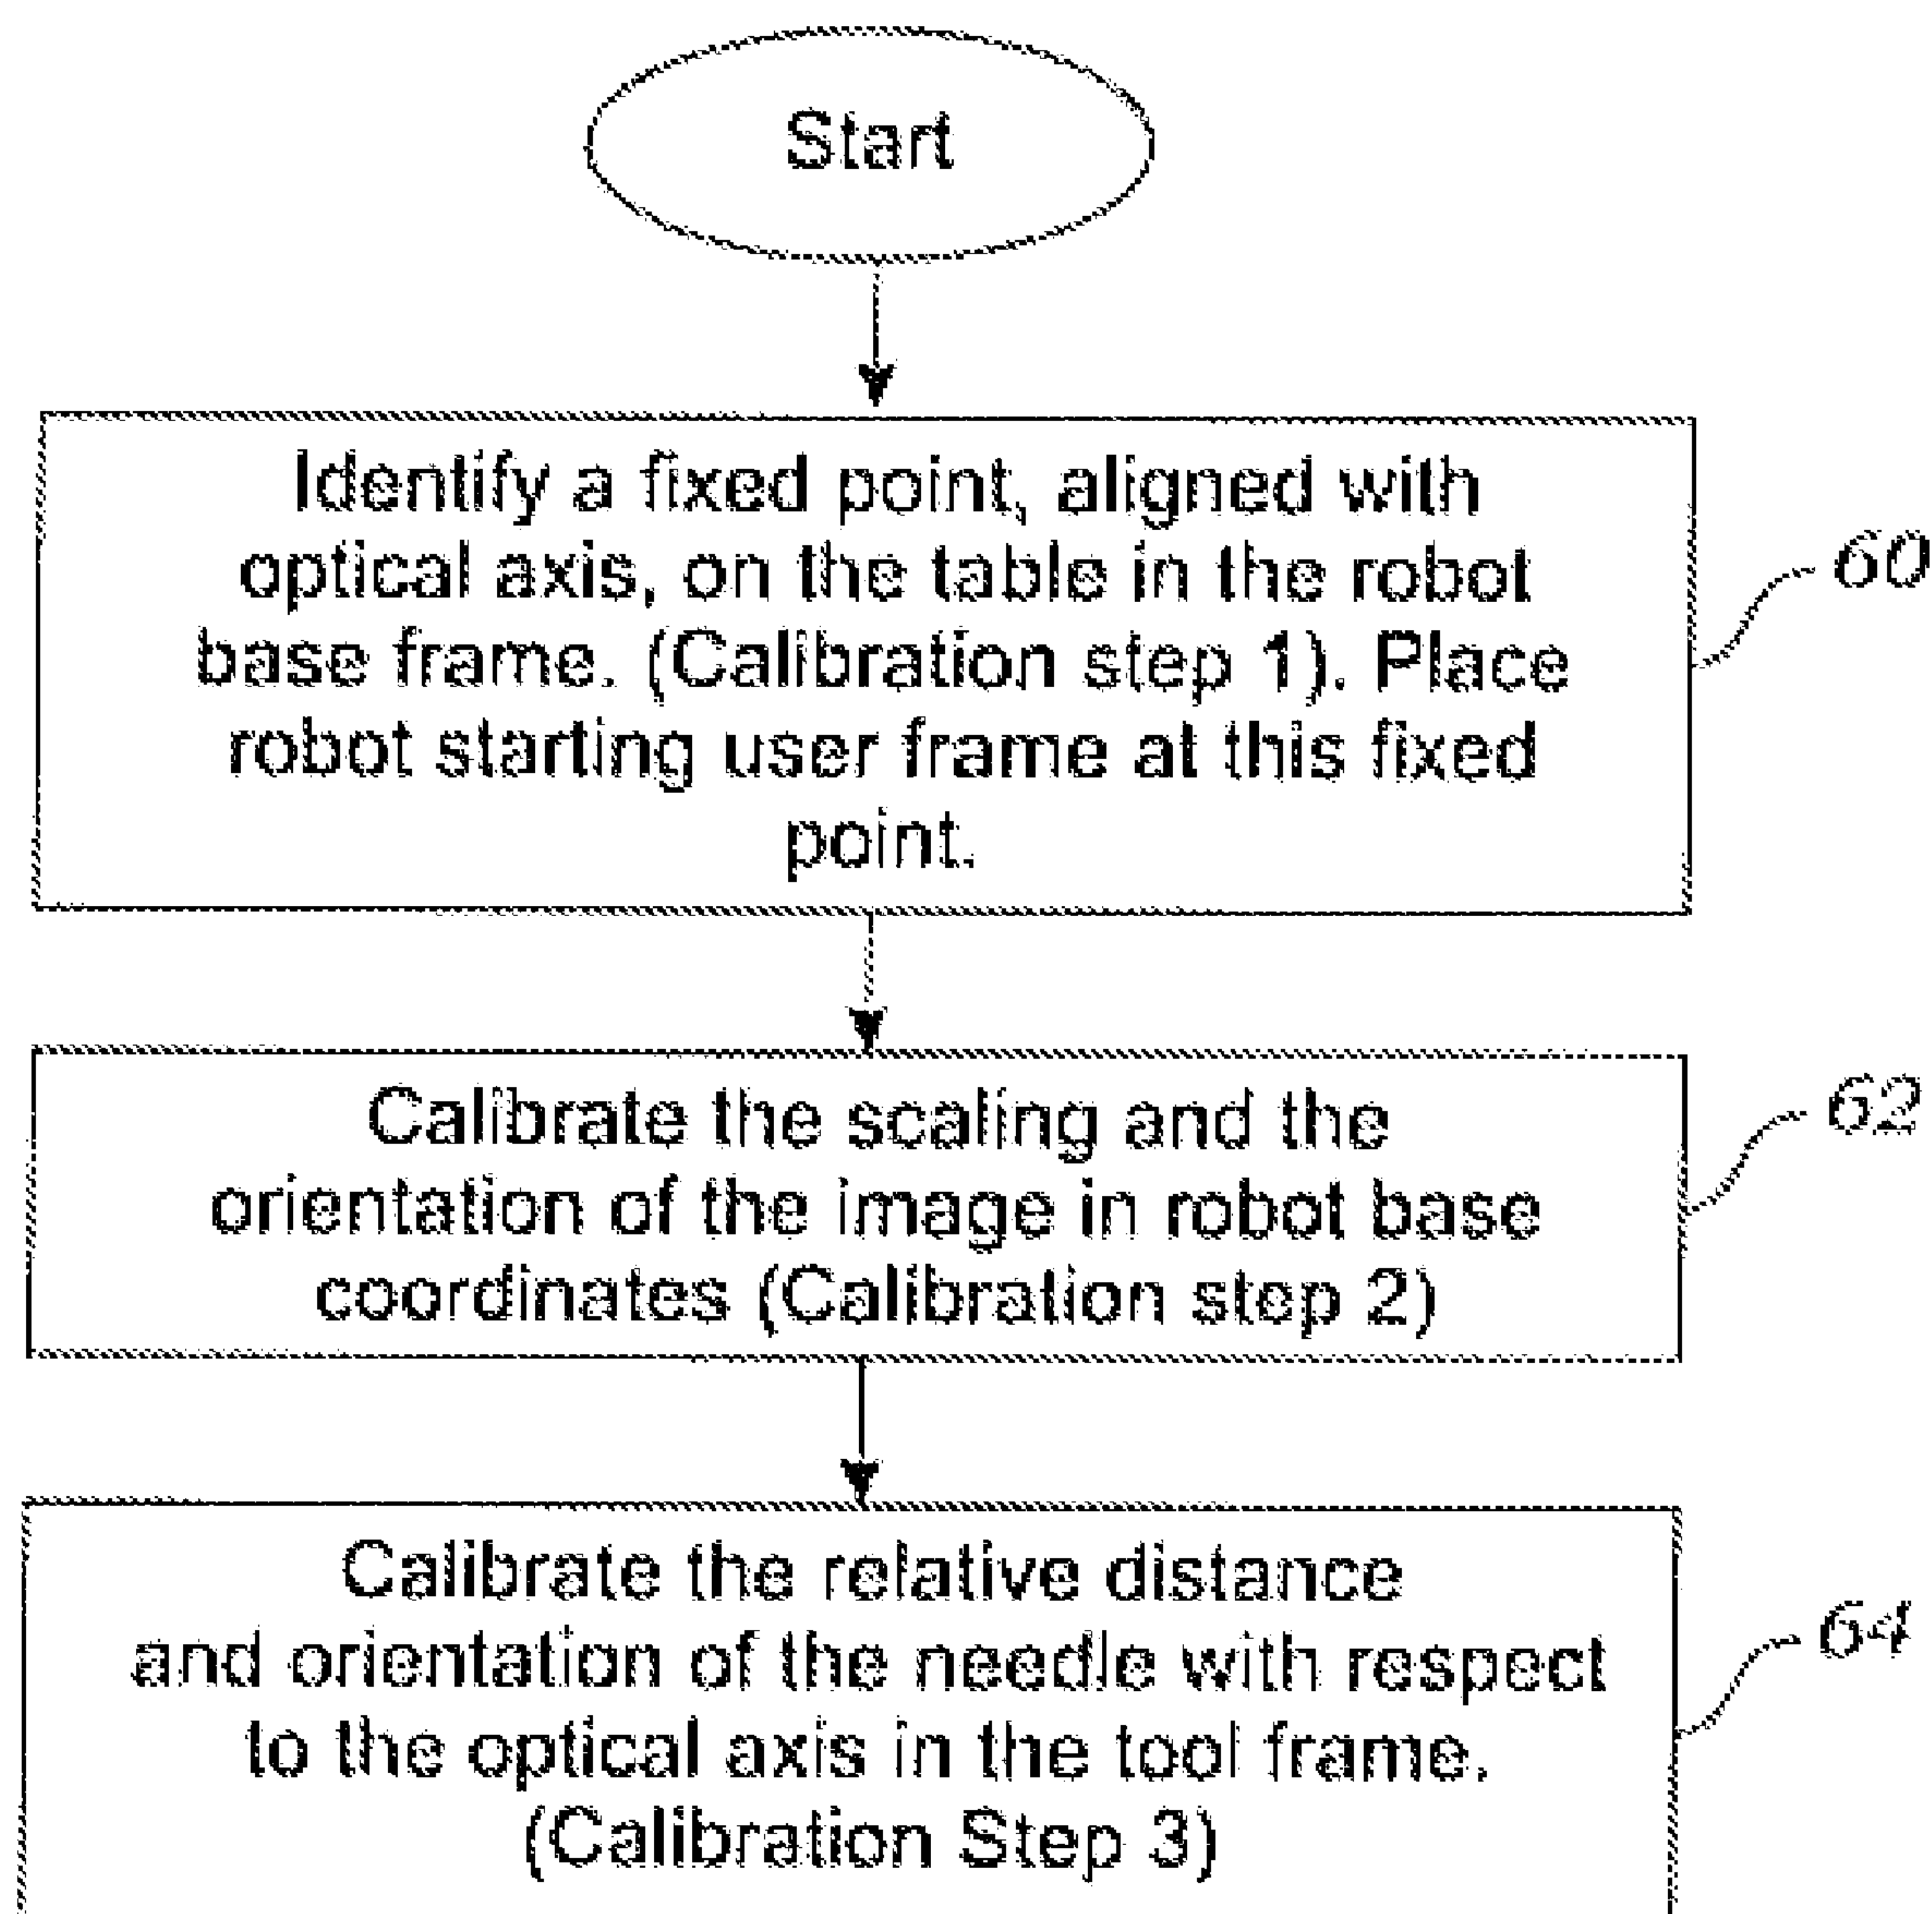 Start
Identify a fixed point, aligned with
optical axis, on the table in the robot
base frame. (Calibration step 1). Place
robot starting user frame at this fixed
point.
60
Calibrate the scaling and the
orientation of the image in robot base
coordinates (Calibration step 2)
62
Calibrate the relative distance
and orientation of the needle with respect
to the optical axis in the tool frame.
(Calibration Step 3)
64